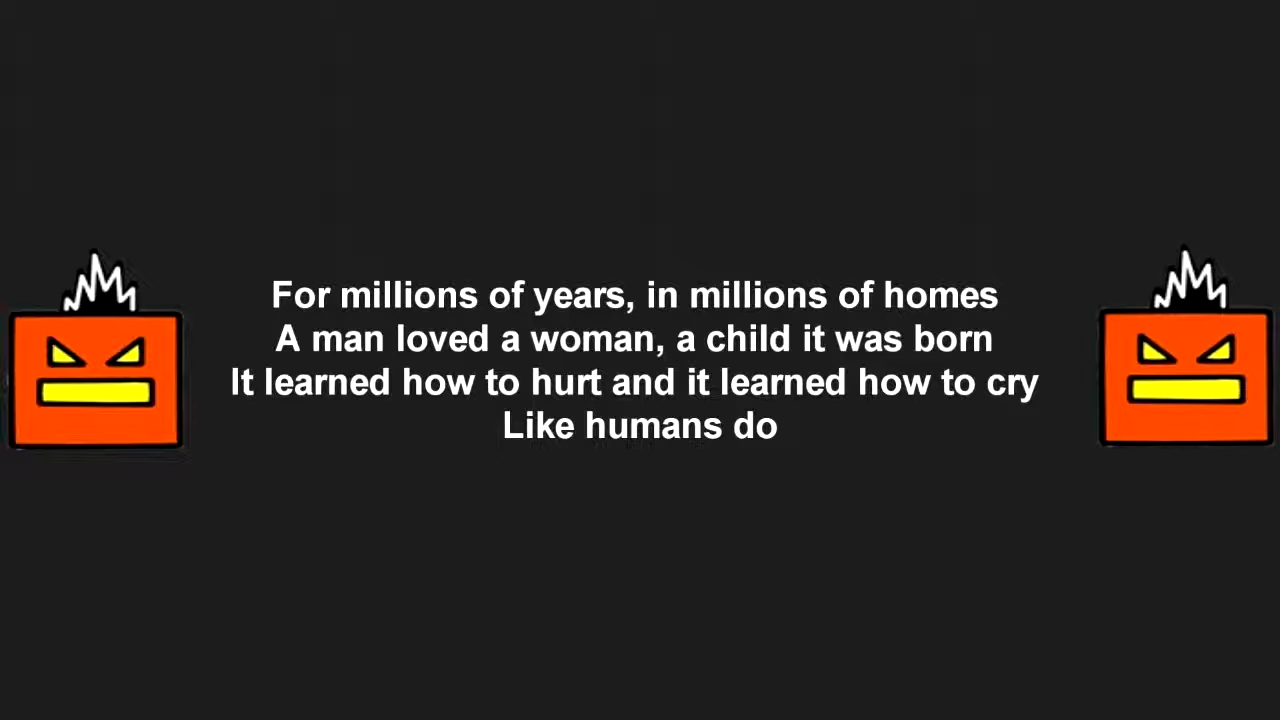 For millions of years, in millions of homes
A man loved a woman, a child it was born
It learned how to hurt and it learned how to cry
Like humans do